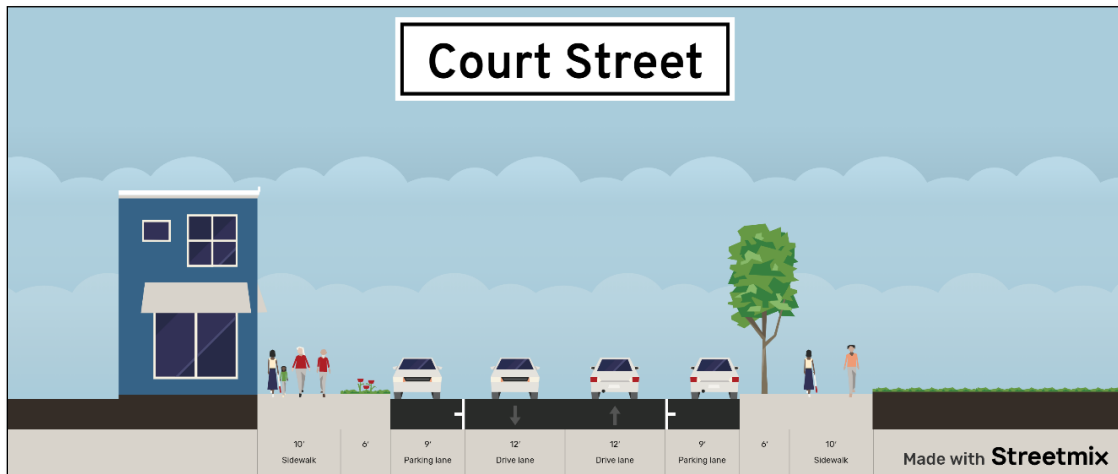 Court Street
10' 6' 9' 12' 12' 9' 6' 10'
Sidewalk Parking lane Drive lane Drive lane Parking lane Sidewalk
Made with Streetmix